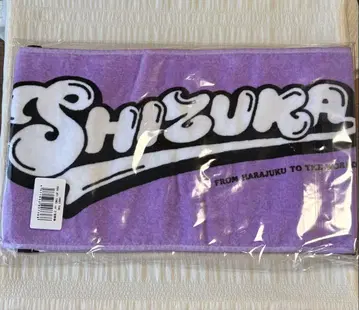 SHIZUKA
FROM HARAJUKU TO THE WORLD